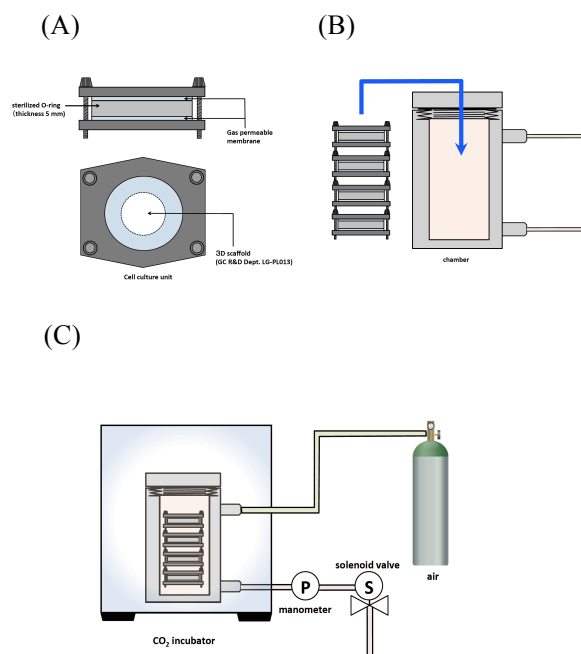 (A)
(B)
sterilized O-ring
(thickness 5 mm)
Gas permeable
membrane
3D scaffold
(GC R&D Dept. LG-PL013)
Cell culture unit
chamber
(C)
solenoid valve
P
S
manometer
air
CO₂ incubator